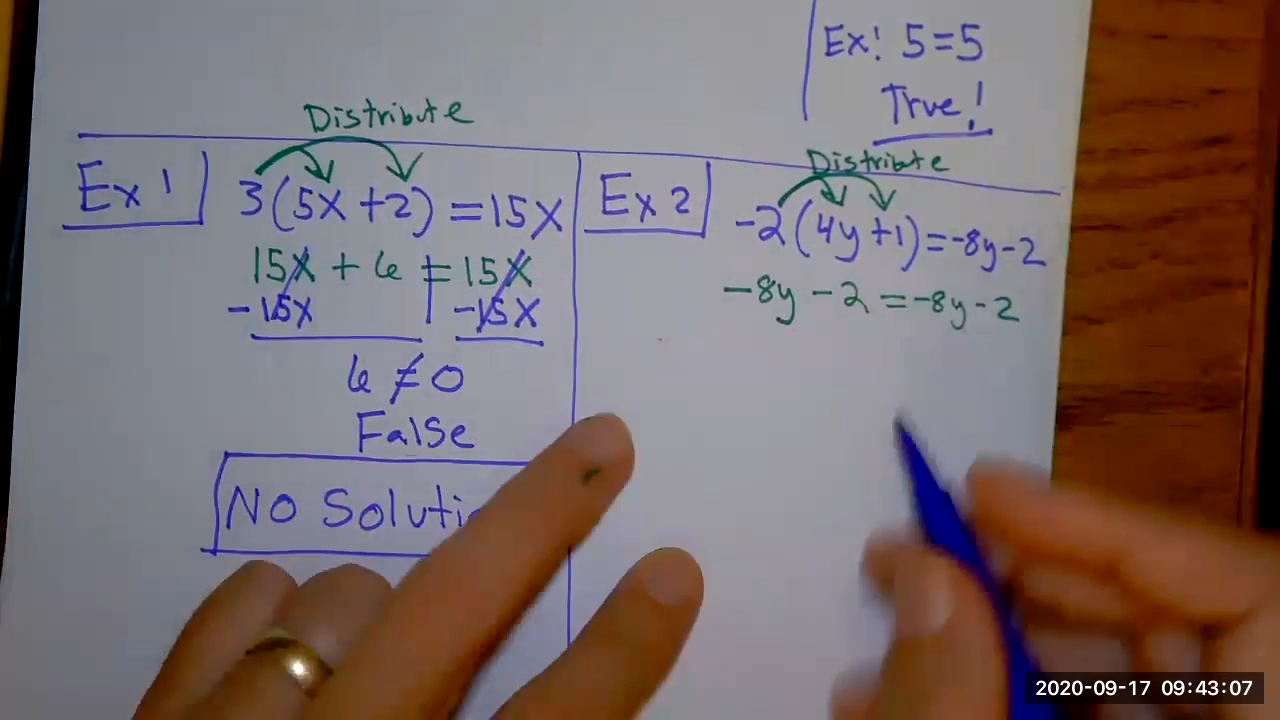 Ex! 5=5
True!
Distribute
Ex 1
3(5x+2)=15x
15x+6=15x
-15x -15x
6≠0
False
No Soluti
Distribute
Ex 2
-2(4y+1)=-8y-2
-8y-2=-8y-2
2020-09-17 09:43:07